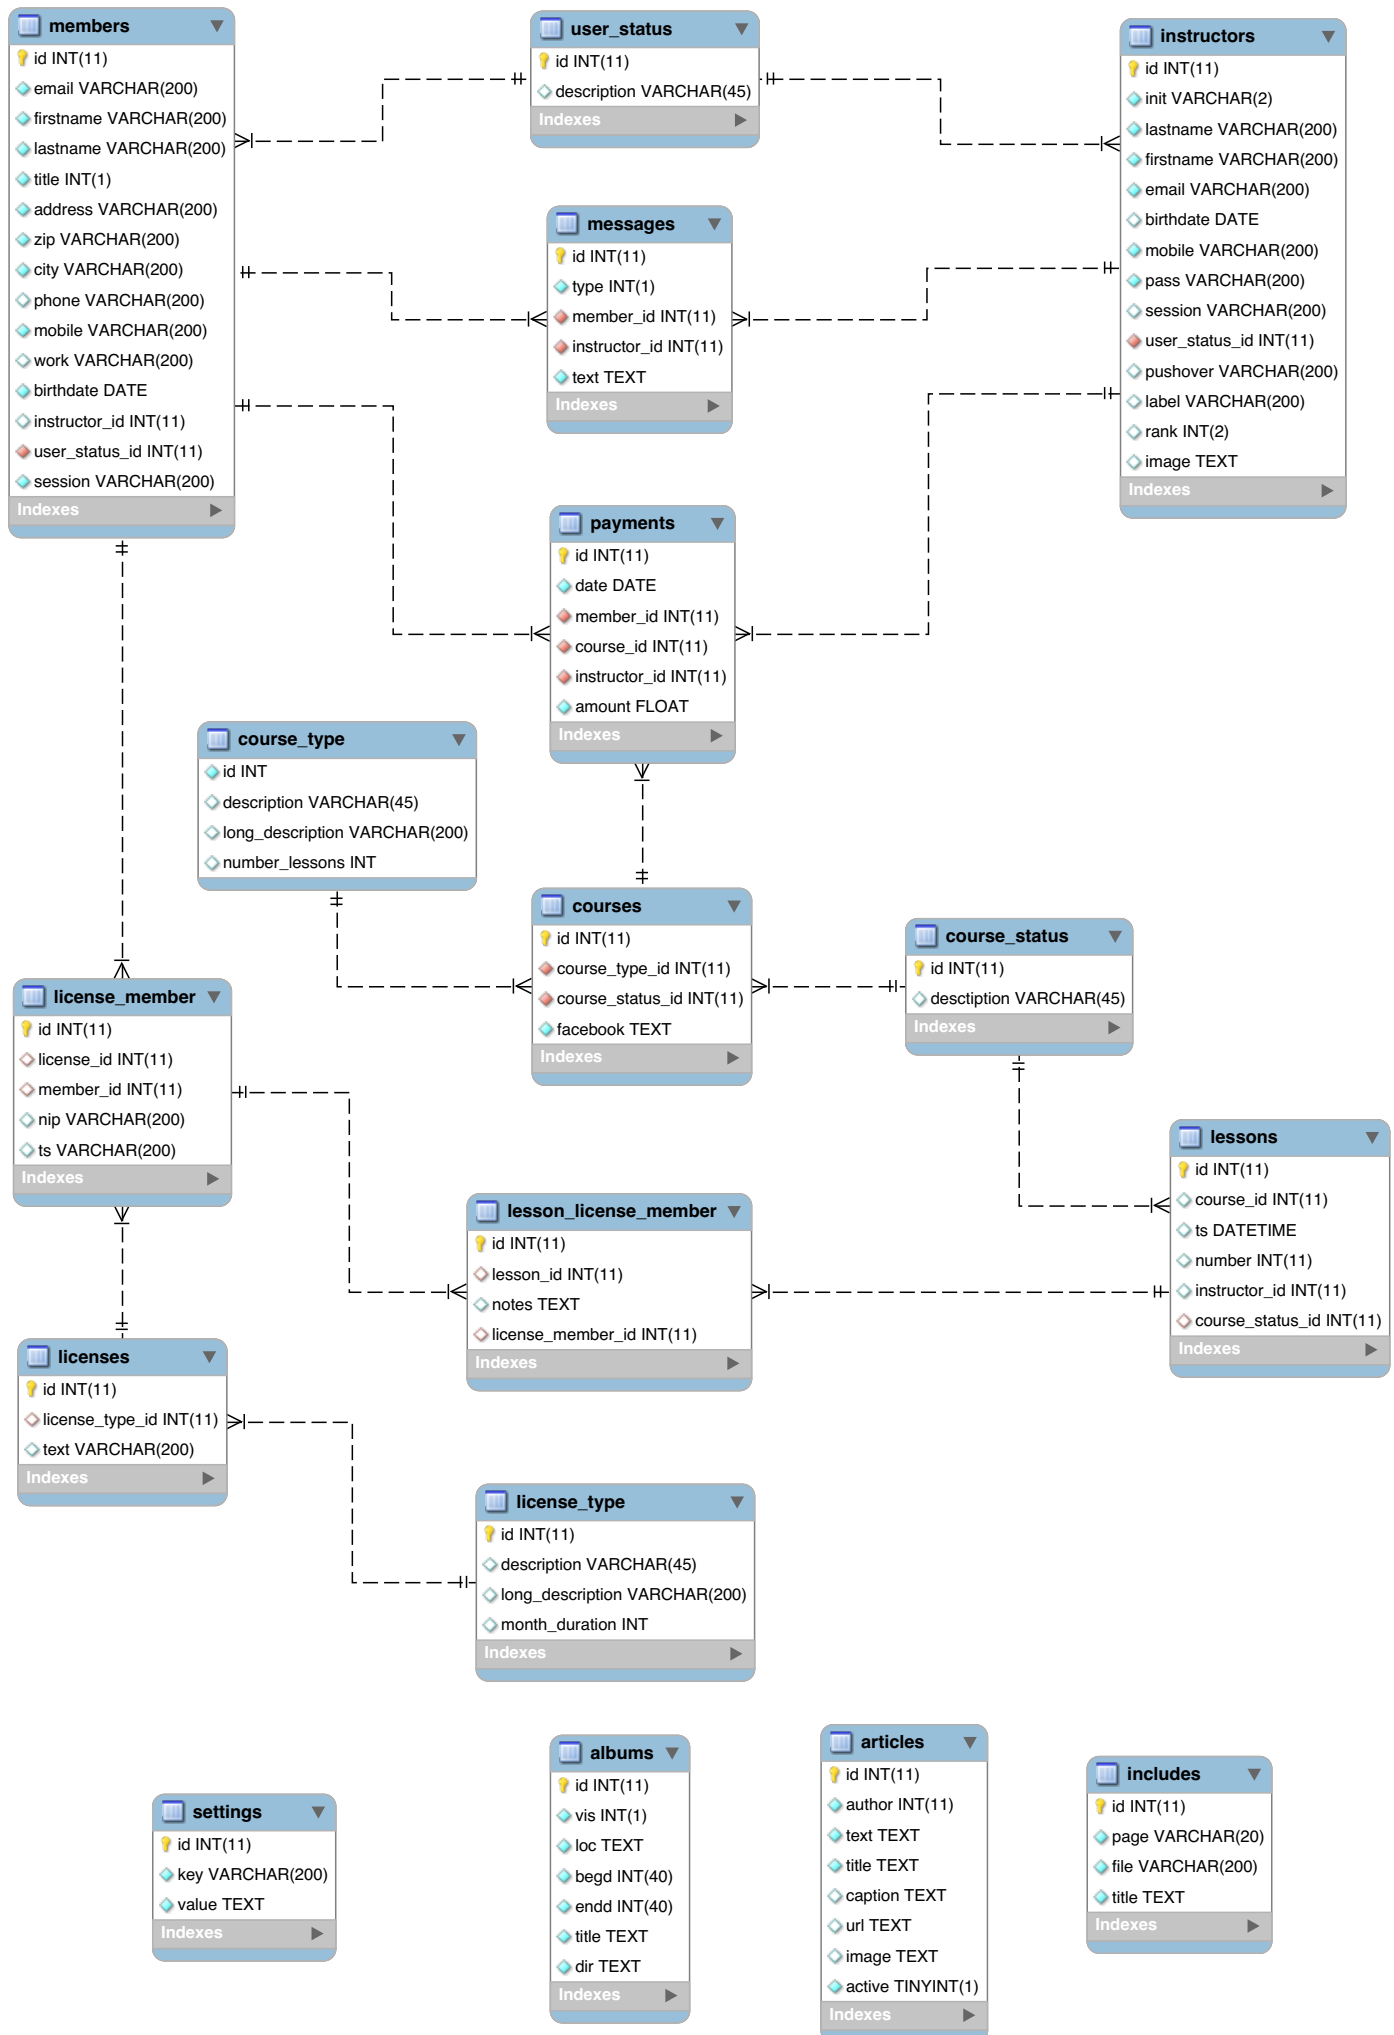 members
id INT(11)
email VARCHAR(200)
firstname VARCHAR(200)
lastname VARCHAR(200)
title INT(1)
address VARCHAR(200)
zip VARCHAR(200)
city VARCHAR(200)
phone VARCHAR(200)
mobile VARCHAR(200)
work VARCHAR(200)
birthdate DATE
instructor_id INT(11)
user_status_id INT(11)
session VARCHAR(200)
Indexes
user_status
id INT(11)
description VARCHAR(45)
Indexes
instructors
id INT(11)
init VARCHAR(2)
lastname VARCHAR(200)
firstname VARCHAR(200)
email VARCHAR(200)
birthdate DATE
mobile VARCHAR(200)
pass VARCHAR(200)
session VARCHAR(200)
user_status_id INT(11)
pushover VARCHAR(200)
label VARCHAR(200)
rank INT(2)
image TEXT
Indexes
messages
id INT(11)
type INT(1)
member_id INT(11)
instructor_id INT(11)
text TEXT
Indexes
payments
id INT(11)
date DATE
member_id INT(11)
course_id INT(11)
instructor_id INT(11)
amount FLOAT
Indexes
course_type
id INT
description VARCHAR(45)
long_description VARCHAR(200)
number_lessons INT
courses
id INT(11)
course_type_id INT(11)
course_status_id INT(11)
facebook TEXT
Indexes
course_status
id INT(11)
desctiption VARCHAR(45)
Indexes
license_member
id INT(11)
license_id INT(11)
member_id INT(11)
nip VARCHAR(200)
ts VARCHAR(200)
Indexes
lessons
id INT(11)
course_id INT(11)
ts DATETIME
number INT(11)
instructor_id INT(11)
course_status_id INT(11)
Indexes
lesson_license_member
id INT(11)
lesson_id INT(11)
notes TEXT
license_member_id INT(11)
Indexes
licenses
id INT(11)
license_type_id INT(11)
text VARCHAR(200)
Indexes
license_type
id INT(11)
description VARCHAR(45)
long_description VARCHAR(200)
month_duration INT
Indexes
settings
id INT(11)
key VARCHAR(200)
value TEXT
Indexes
albums
id INT(11)
vis INT(1)
loc TEXT
begd INT(40)
endd INT(40)
title TEXT
dir TEXT
Indexes
articles
id INT(11)
author INT(11)
text TEXT
title TEXT
caption TEXT
url TEXT
image TEXT
active TINYINT(1)
Indexes
includes
id INT(11)
page VARCHAR(20)
file VARCHAR(200)
title TEXT
Indexes